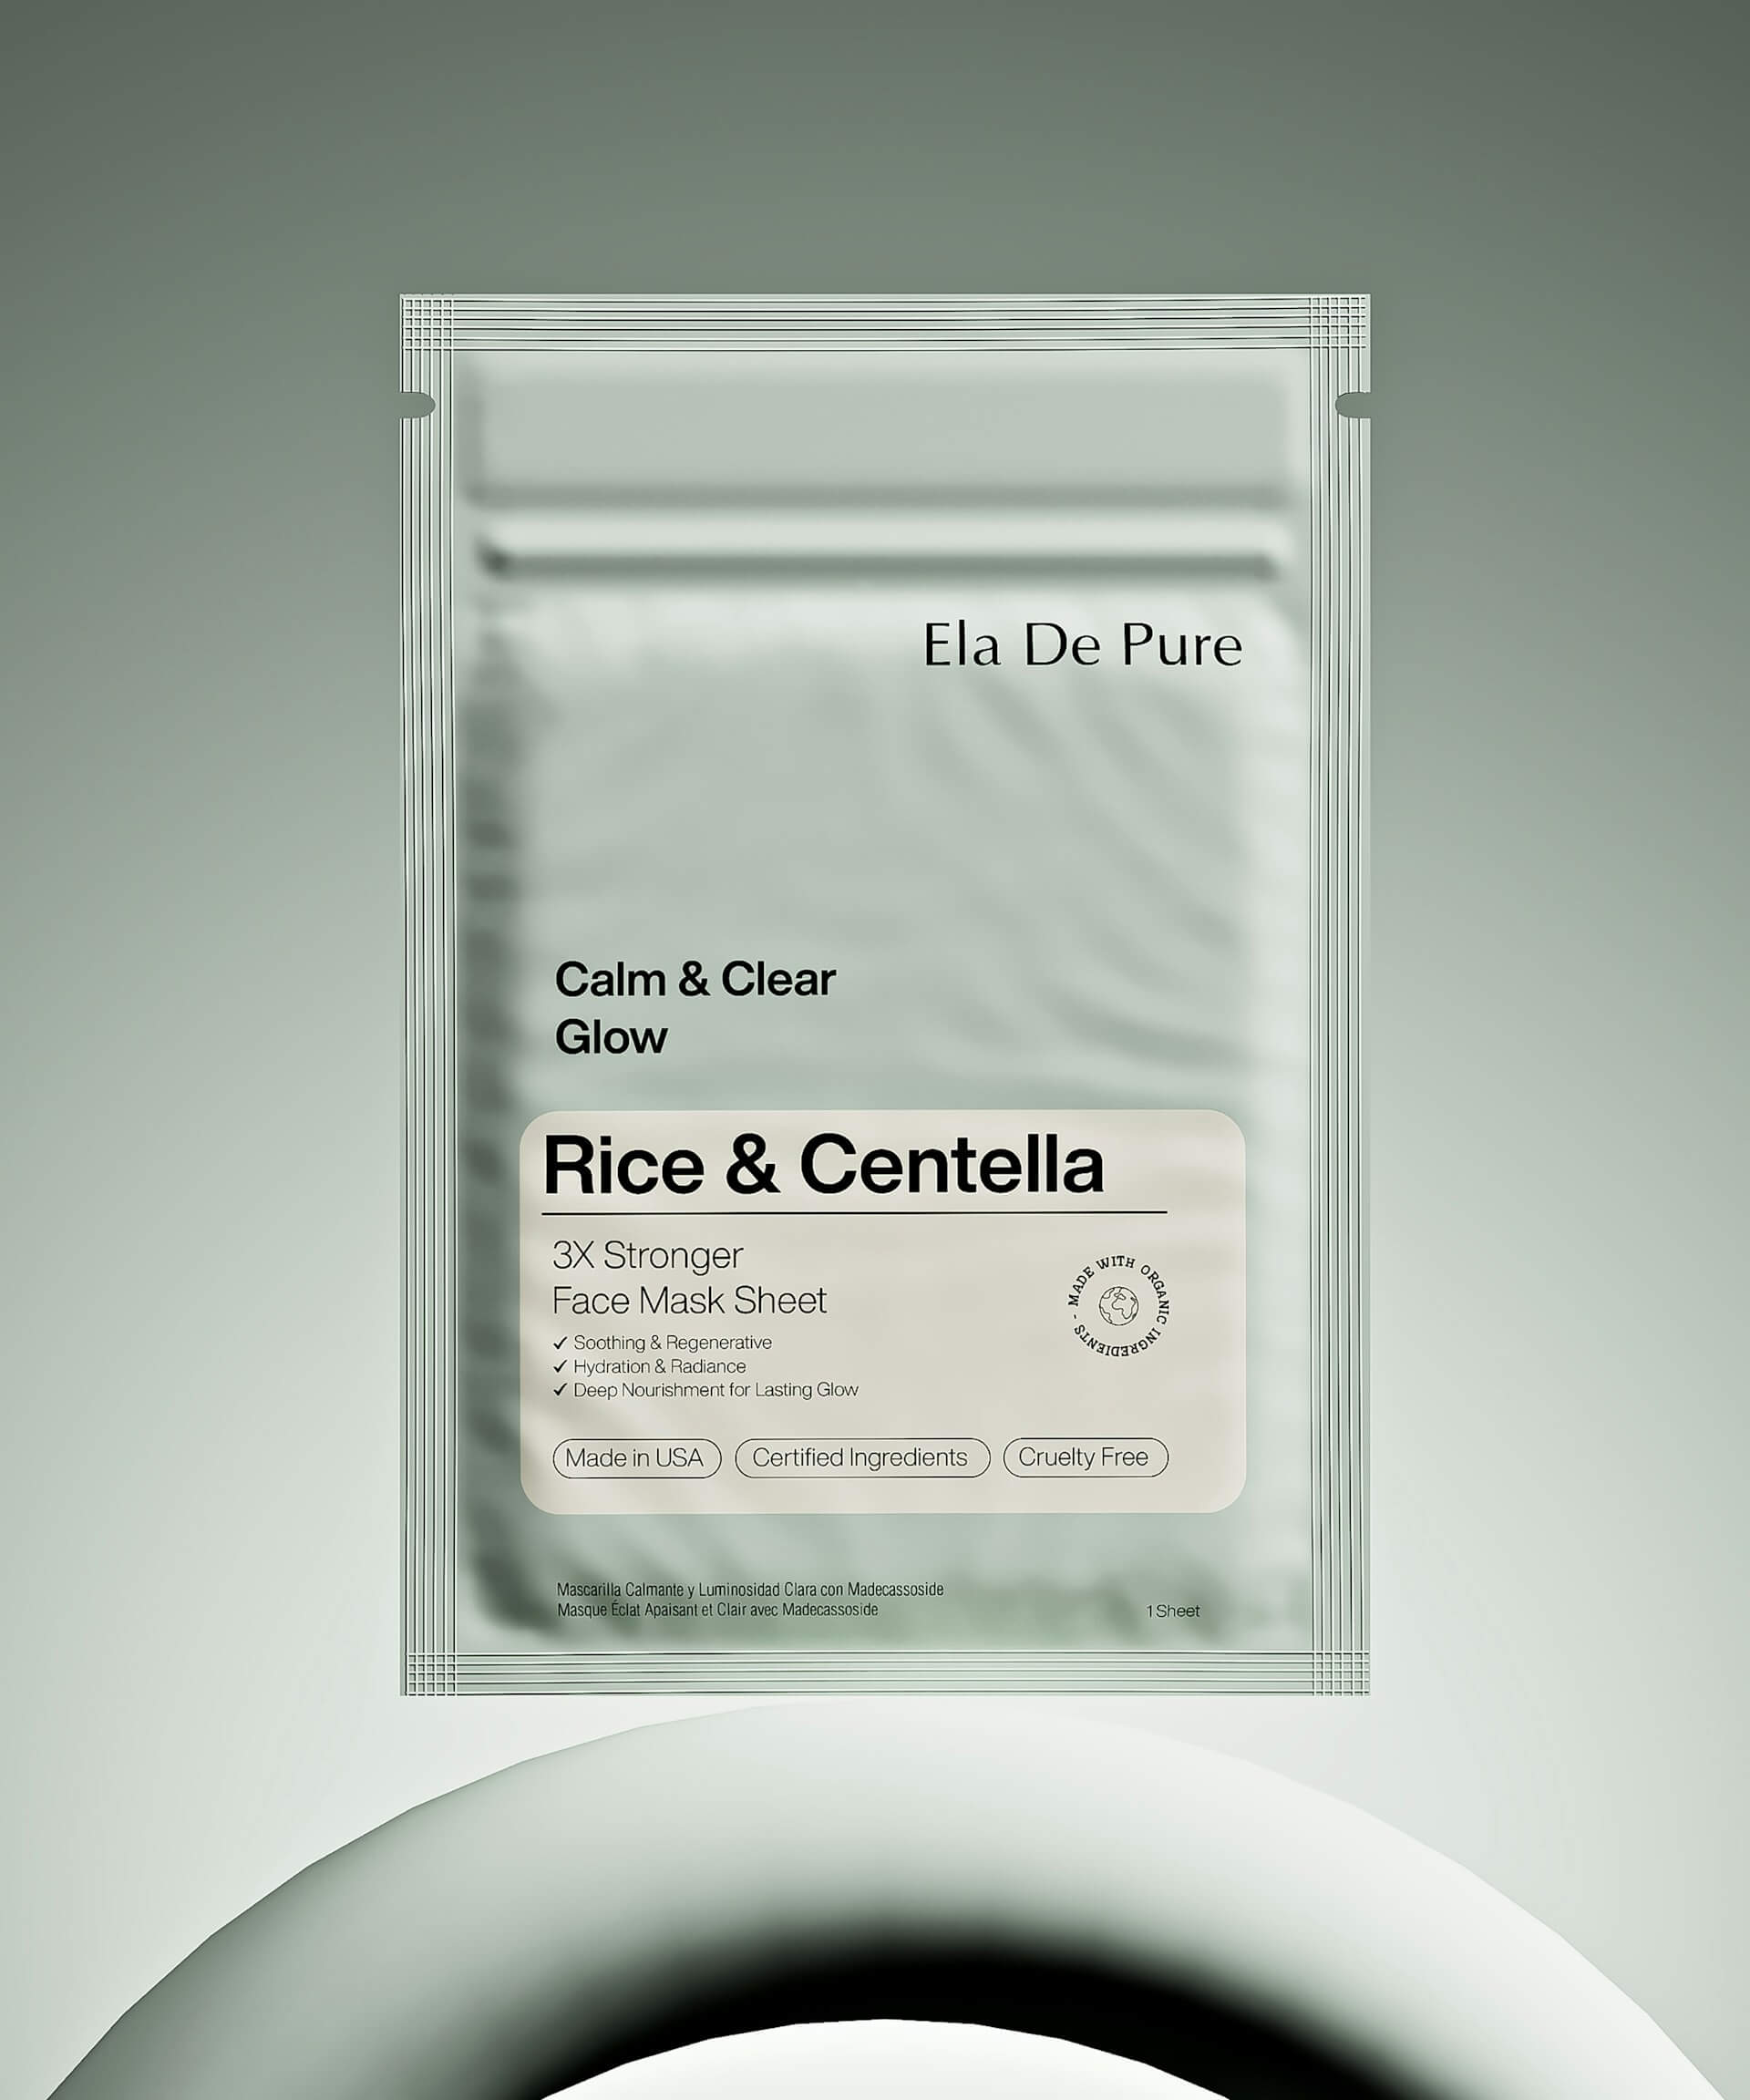 Ela De Pure
Calm & Clear
Glow
Rice & Centella
3X Stronger
Face Mask Sheet
✓ Soothing & Regenerative
✓ Hydration & Radiance
✓ Deep Nourishment for Lasting Glow
MADE WITH ORGANIC INGREDIENTS -
Made in USA
Certified Ingredients
Cruelty Free
Mascarilla Calmante y Luminosidad Clara con Madecassoside
Masque Éclat Apaisant et Clair avec Madecassoside
1 Sheet